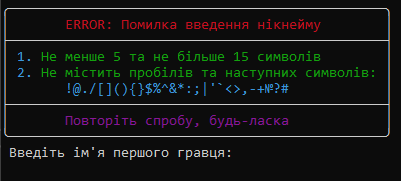 ERROR: Помилка введення нікнейму
1. Не менше 5 та не більше 15 символів
2. Не містить пробілів та наступних символів:
!@./[](){}$%^&*:;|'`<>,-+№?#
Повторіть спробу, будь-ласка
Введіть ім'я першого гравця: